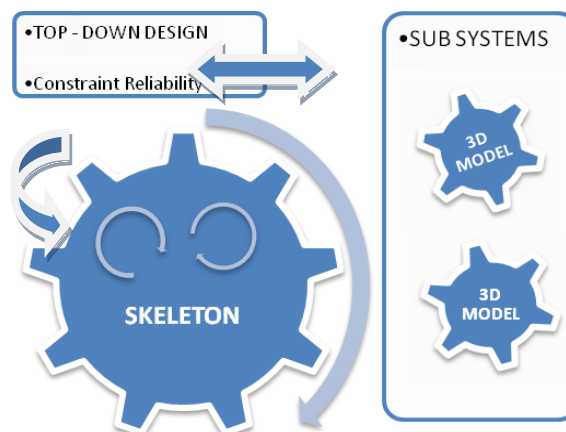 •TOP - DOWN DESIGN
•Constraint Reliability
•SUB SYSTEMS
3D
MODEL
SKELETON
3D
MODEL